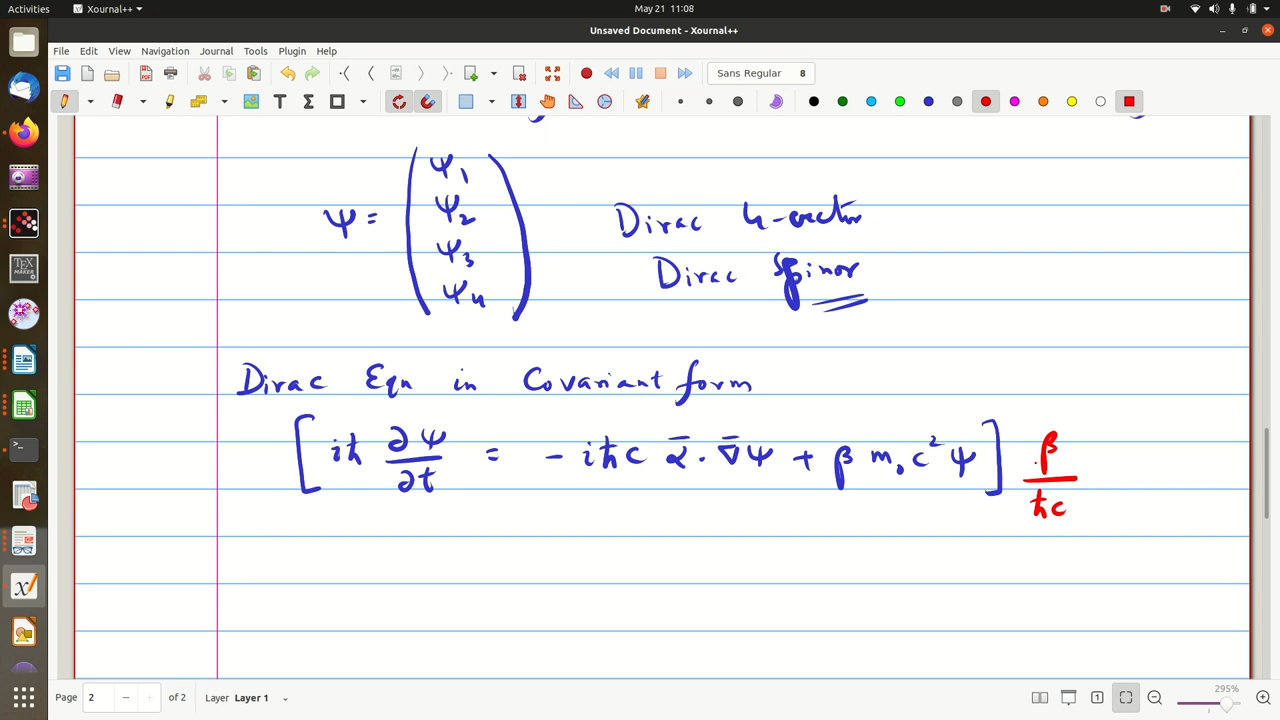 Activities Xournal++ May 21 11:08
Unsaved Document - Xournal++
File Edit View Navigation Journal Tools Plugin Help
Sans Regular 8
ψ = ( ψ1 ψ2 ψ3 ψ4 )
Dirac 4-vector
Dirac Spinor
Dirac Eqn in Covariant form
[ iħ ∂ψ/∂t = - iħc ᾱ · ∇̄ψ + β m₀c² ψ ] β/ħc
Page 2 of 2 Layer Layer 1 295%